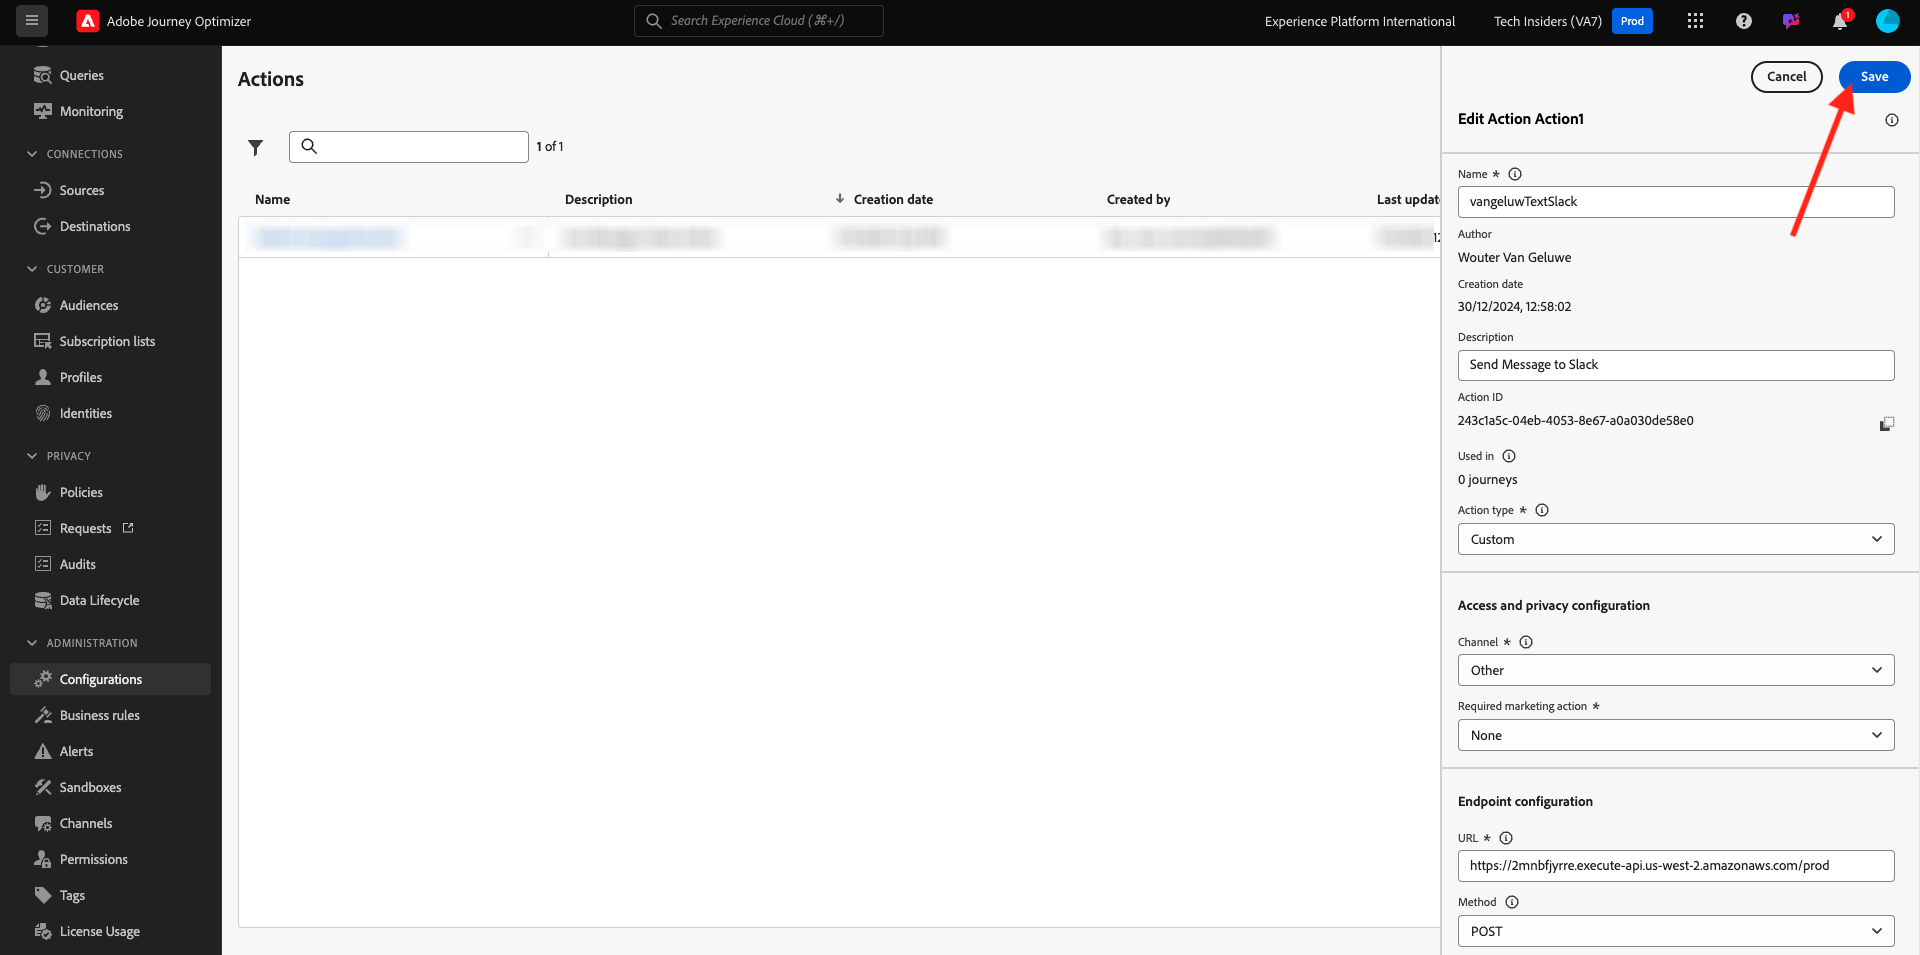 Adobe Journey Optimizer
Search Experience Cloud (⌘+/)
Experience Platform International
Tech Insiders (VA7)
Prod
1
Queries
Monitoring
CONNECTIONS
Sources
Destinations
CUSTOMER
Audiences
Subscription lists
Profiles
Identities
PRIVACY
Policies
Requests
Audits
Data Lifecycle
ADMINISTRATION
Configurations
Business rules
Alerts
Sandboxes
Channels
Permissions
Tags
License Usage
Actions
1 of 1
Name
Description
↓ Creation date
Created by
Last update
Cancel
Save
Edit Action Action1
Name *
vangeluwTextSlack
Author
Wouter Van Geluwe
Creation date
30/12/2024, 12:58:02
Description
Send Message to Slack
Action ID
243c1a5c-04eb-4053-8e67-a0a030de58e0
Used in
0 journeys
Action type *
Custom
Access and privacy configuration
Channel *
Other
Required marketing action *
None
Endpoint configuration
URL *
https://2mnbfjyrre.execute-api.us-west-2.amazonaws.com/prod
Method
POST